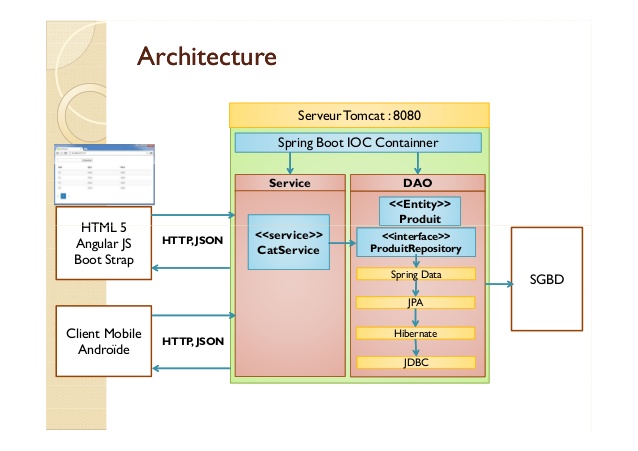 Architecture
Serveur Tomcat : 8080
Spring Boot IOC Containner
Service
DAO
<<Entity>>
Produit
<<service>>
CatService
<<interface>>
ProduitRepository
Spring Data
JPA
Hibernate
JDBC
HTML 5
Angular JS
Boot Strap
HTTP, JSON
Client Mobile
Androïde
HTTP, JSON
SGBD